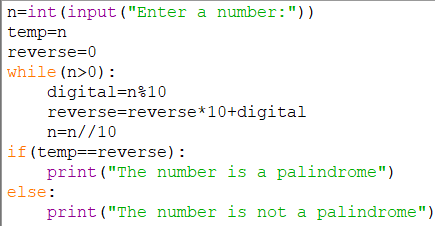 n=int(input("Enter a number:"))
temp=n
reverse=0
while(n>0):
    digital=n%10
    reverse=reverse*10+digital
    n=n//10
if(temp==reverse):
    print("The number is a palindrome")
else:
    print("The number is not a palindrome")